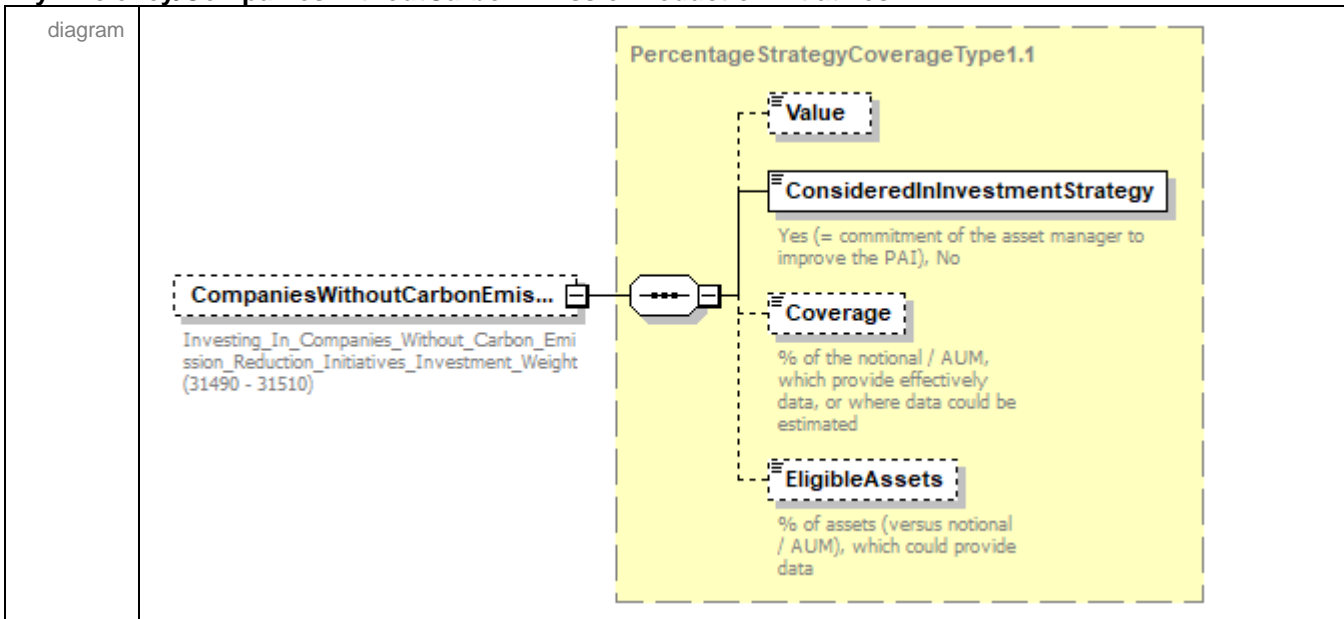 diagram
PercentageStrategyCoverageType1.1
Value
ConsideredInInvestmentStrategy
Yes (= commitment of the asset manager to
improve the PAI), No
CompaniesWithoutCarbonEmis...
Investing_In_Companies_Without_Carbon_Emi
ssion_Reduction_Initiatives_Investment_Weight
(31490 - 31510)
Coverage
% of the notional / AUM,
which provide effectively
data, or where data could be
estimated
EligibleAssets
% of assets (versus notional
/ AUM), which could provide
data